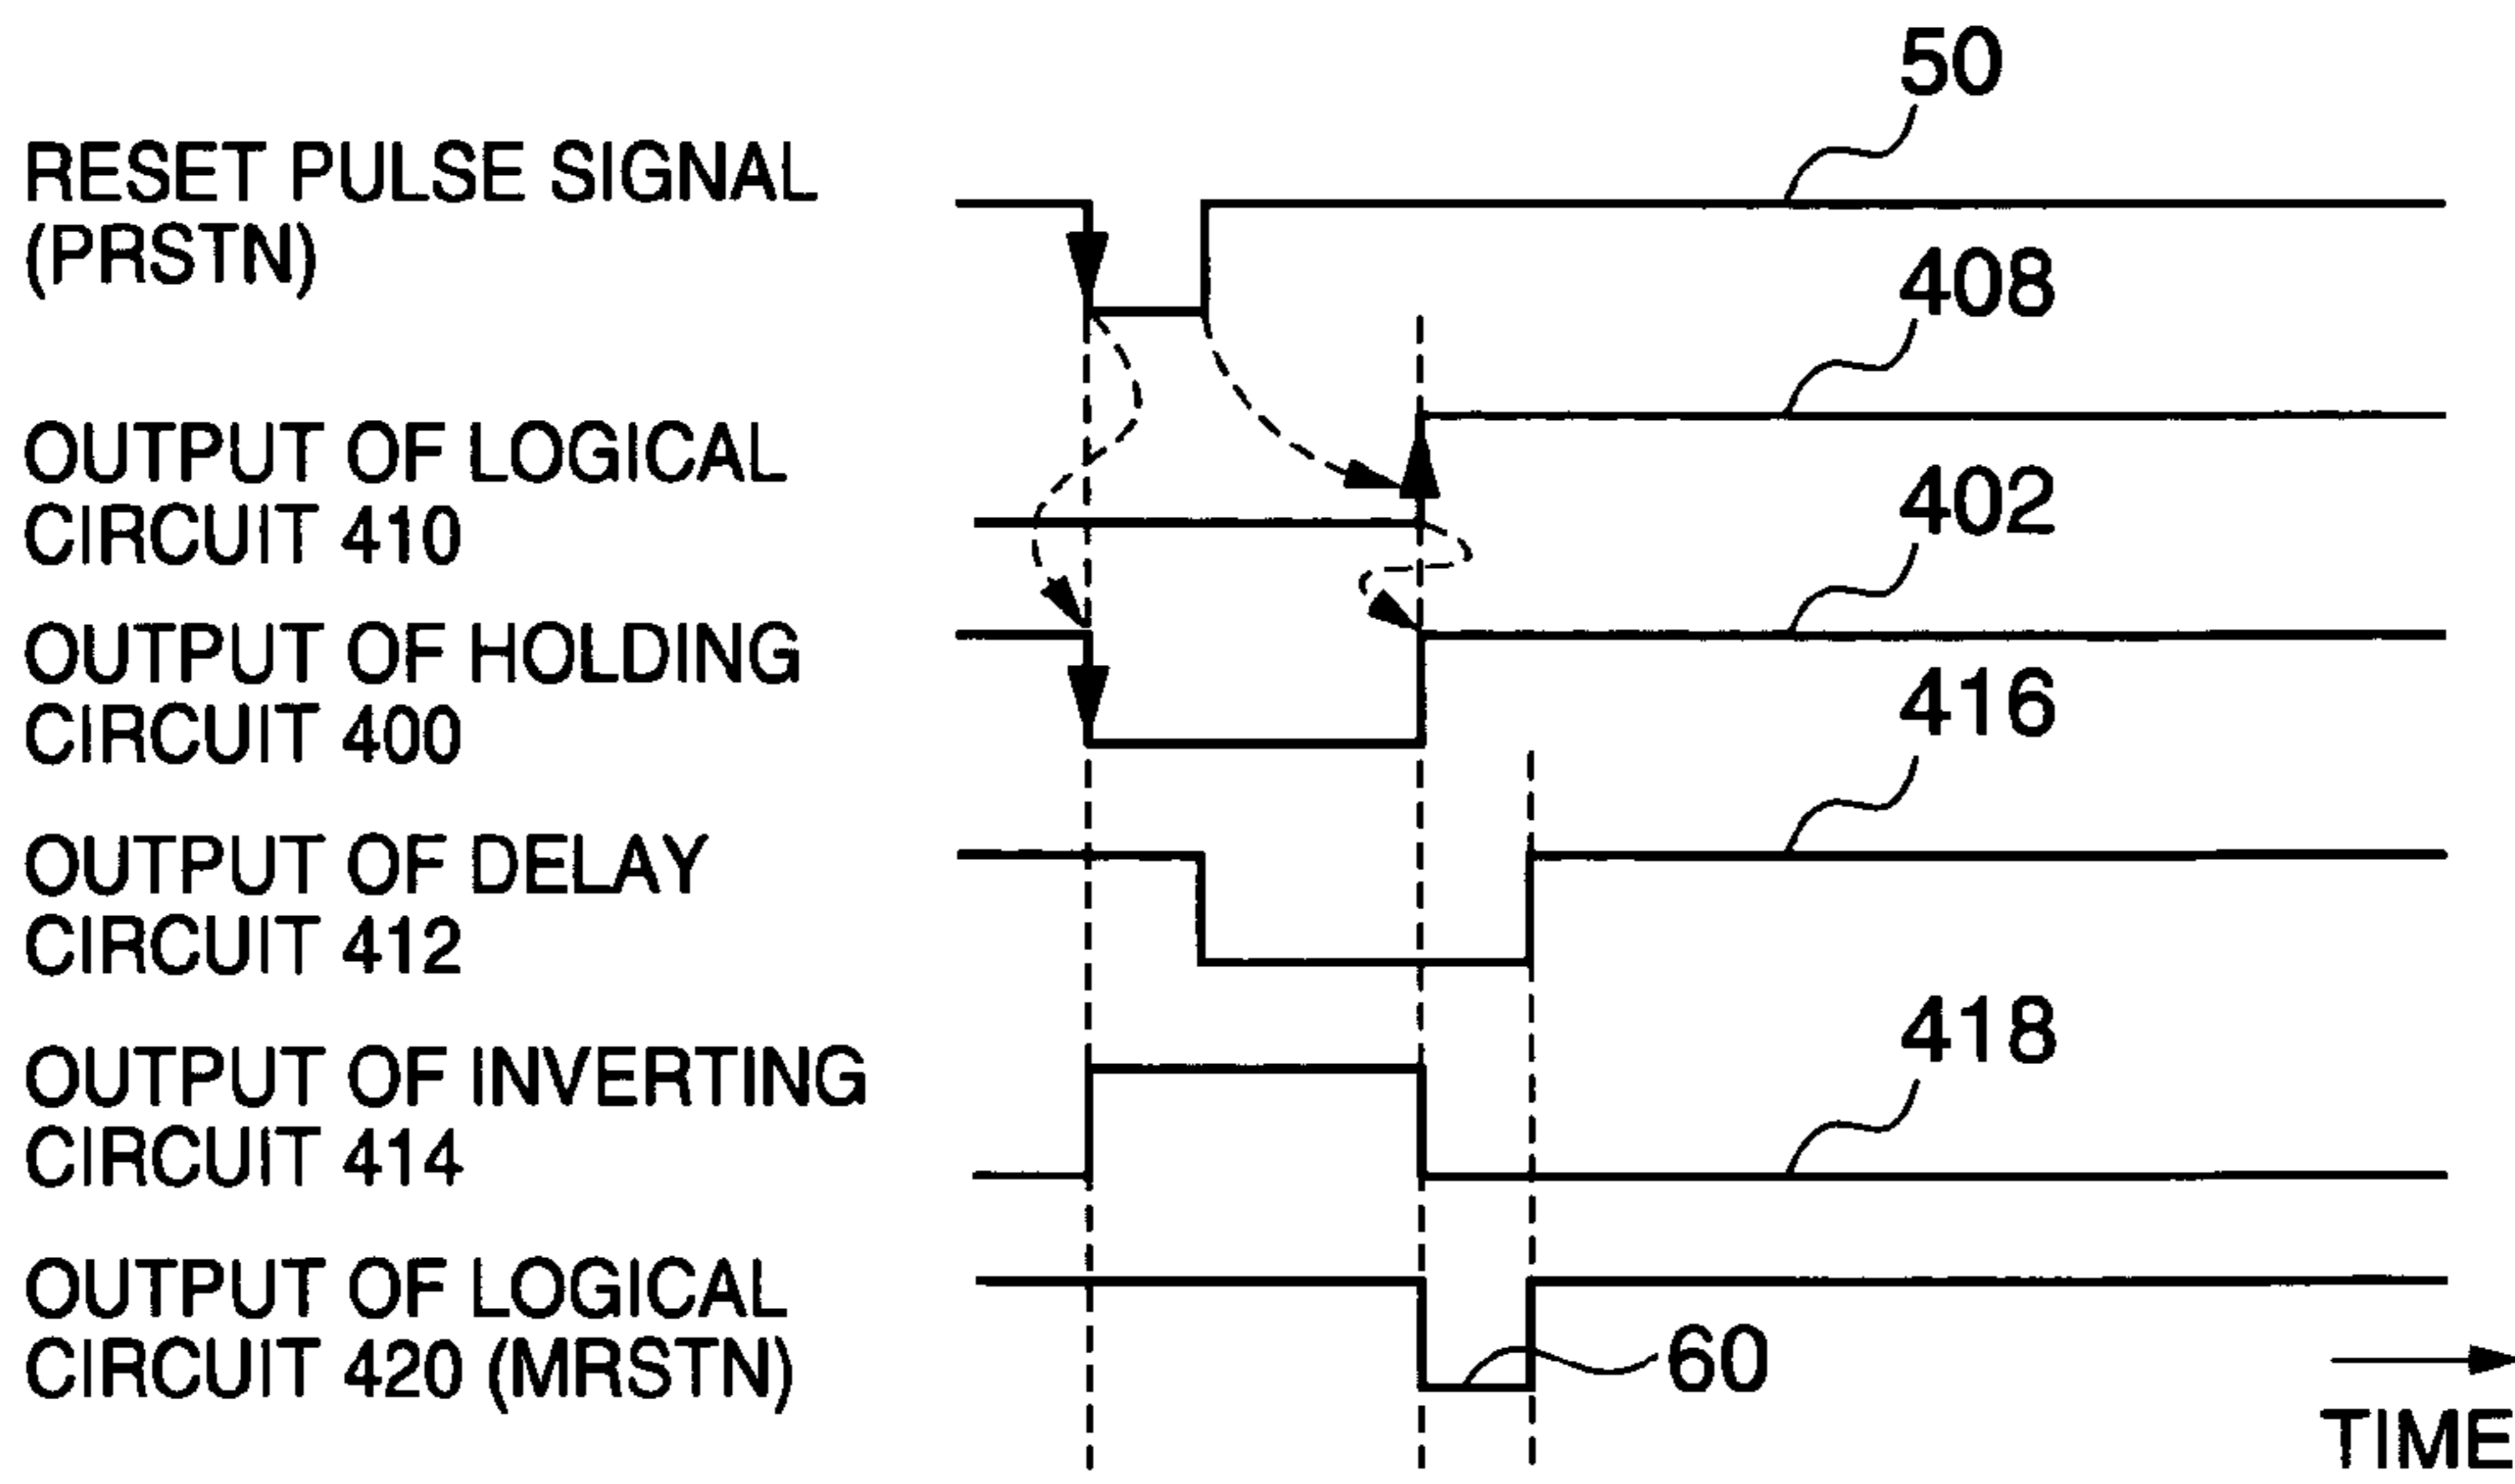 50
RESET PULSE SIGNAL
(PRSTN)
408
OUTPUT OF LOGICAL
CIRCUIT 410
402
OUTPUT OF HOLDING
CIRCUIT 400
416
OUTPUT OF DELAY
CIRCUIT 412
418
OUTPUT OF INVERTING
CIRCUIT 414
OUTPUT OF LOGICAL
CIRCUIT 420 (MRSTN)
60
TIME